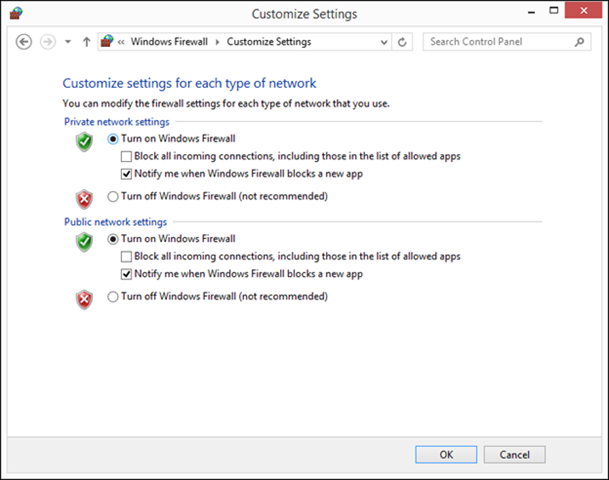 Customize Settings
« Windows Firewall ▸ Customize Settings
Search Control Panel
Customize settings for each type of network
You can modify the firewall settings for each type of network that you use.
Private network settings
Turn on Windows Firewall
Block all incoming connections, including those in the list of allowed apps
Notify me when Windows Firewall blocks a new app
Turn off Windows Firewall (not recommended)
Public network settings
Turn on Windows Firewall
Block all incoming connections, including those in the list of allowed apps
Notify me when Windows Firewall blocks a new app
Turn off Windows Firewall (not recommended)
OK
Cancel